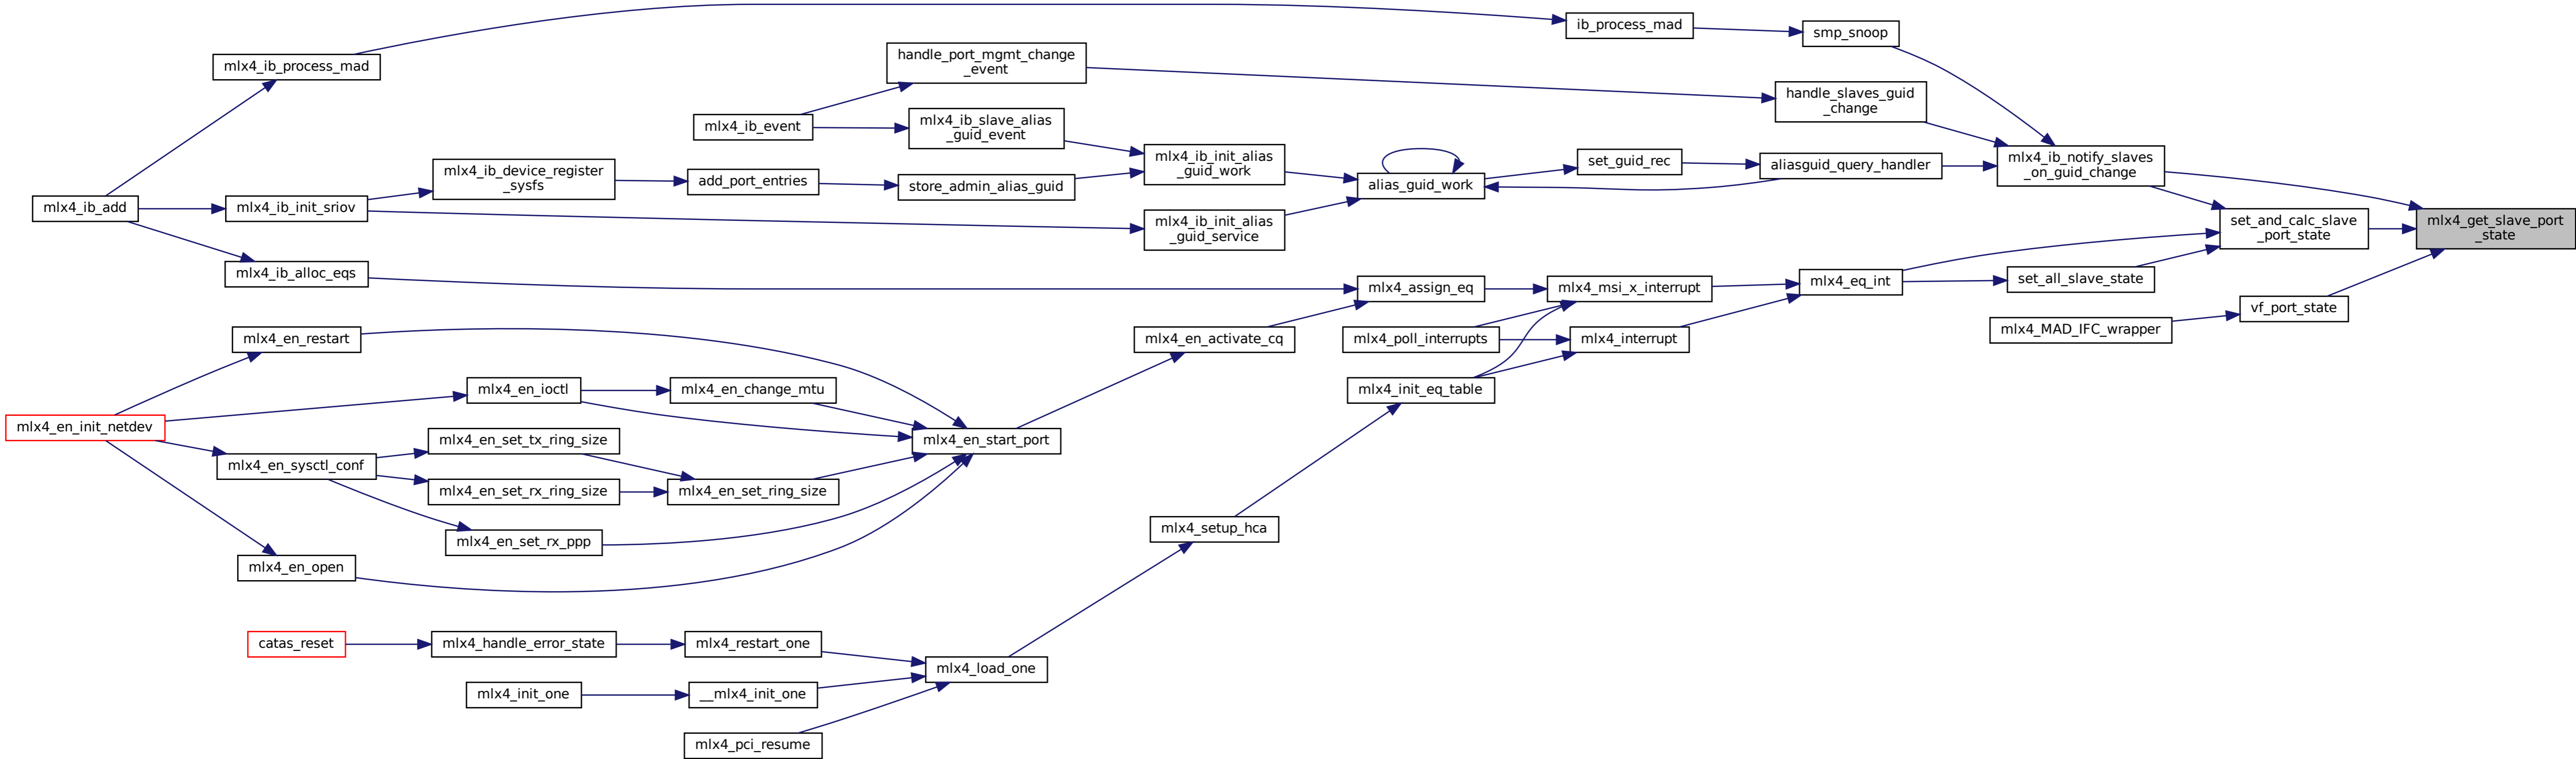 ib_process_mad
smp_snoop
mlx4_ib_process_mad
handle_port_mgmt_change
_event
handle_slaves_guid
_change
mlx4_ib_event
mlx4_ib_slave_alias
_guid_event
mlx4_ib_init_alias
_guid_work
set_guid_rec
aliasguid_query_handler
mlx4_ib_notify_slaves
_on_guid_change
mlx4_ib_device_register
_sysfs
add_port_entries
store_admin_alias_guid
alias_guid_work
mlx4_ib_add
mlx4_ib_init_sriov
mlx4_ib_init_alias
_guid_service
set_and_calc_slave
_port_state
mlx4_get_slave_port
_state
mlx4_ib_alloc_eqs
mlx4_assign_eq
mlx4_msi_x_interrupt
mlx4_eq_int
set_all_slave_state
vf_port_state
mlx4_MAD_IFC_wrapper
mlx4_en_restart
mlx4_en_activate_cq
mlx4_poll_interrupts
mlx4_interrupt
mlx4_en_ioctl
mlx4_en_change_mtu
mlx4_init_eq_table
mlx4_en_init_netdev
mlx4_en_set_tx_ring_size
mlx4_en_start_port
mlx4_en_sysctl_conf
mlx4_en_set_rx_ring_size
mlx4_en_set_ring_size
mlx4_en_set_rx_ppp
mlx4_setup_hca
mlx4_en_open
catas_reset
mlx4_handle_error_state
mlx4_restart_one
mlx4_load_one
mlx4_init_one
__mlx4_init_one
mlx4_pci_resume